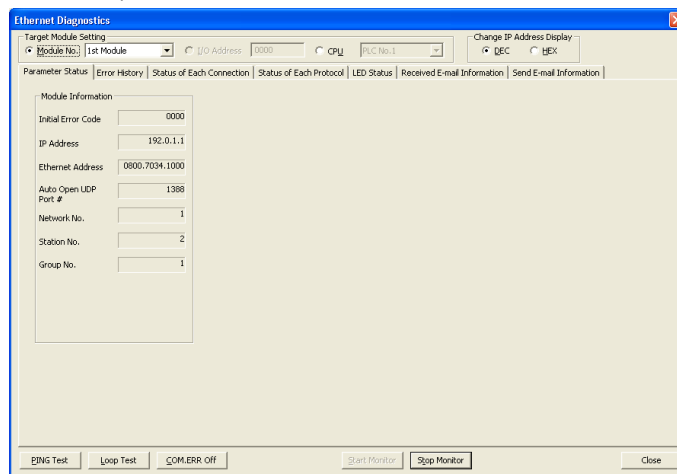 Ethernet Diagnostics
Target Module Setting
Module No. 1st Module I/O Address 0000 CPU PLC No.1
Change IP Address Display
DEC HEX
Parameter Status Error History Status of Each Connection Status of Each Protocol LED Status Received E-mail Information Send E-mail Information
Module Information
Initial Error Code 0000
IP Address 192.0.1.1
Ethernet Address 0800.7034.1000
Auto Open UDP
Port # 1388
Network No. 1
Station No. 2
Group No. 1
PING Test Loop Test COM.ERR Off Start Monitor Stop Monitor Close